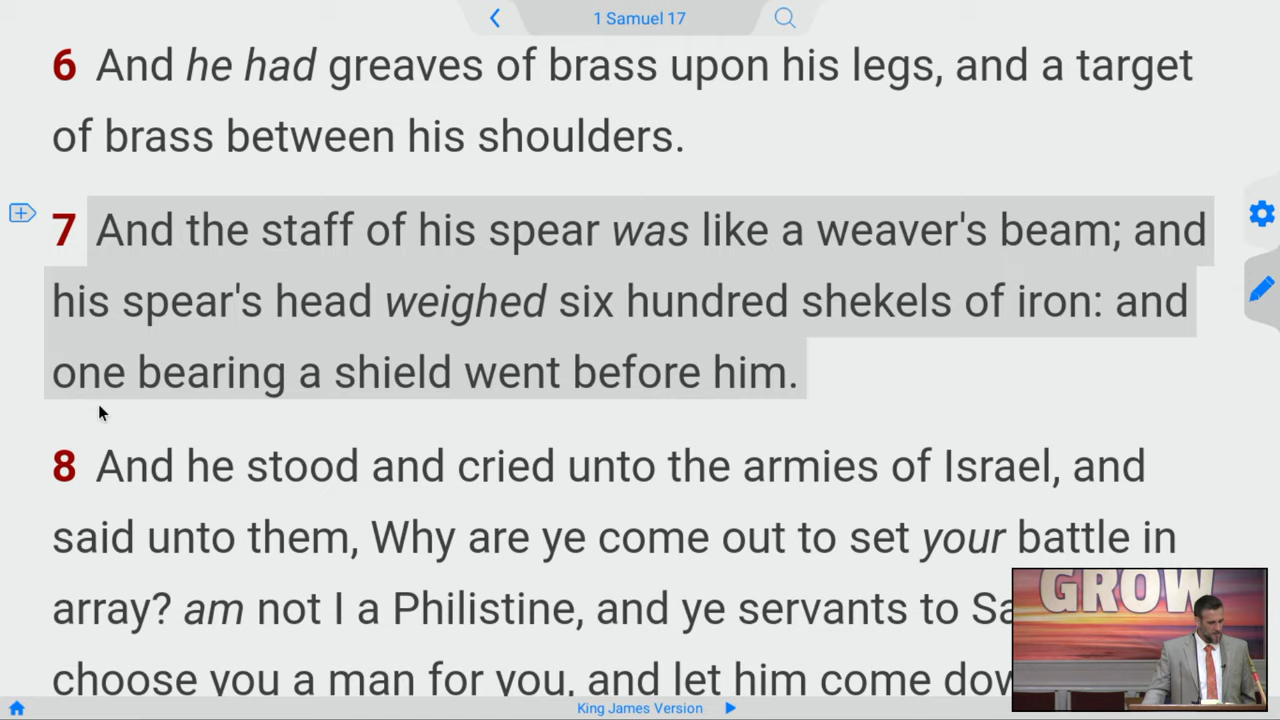 1 Samuel 17
6 And he had greaves of brass upon his legs, and a target
of brass between his shoulders.
7 And the staff of his spear was like a weaver's beam; and
his spear's head weighed six hundred shekels of iron: and
one bearing a shield went before him.
8 And he stood and cried unto the armies of Israel, and
said unto them, Why are ye come out to set your battle in
array? am not I a Philistine, and ye servants to
choose you a man for you, and let him come
GROW
King James Version